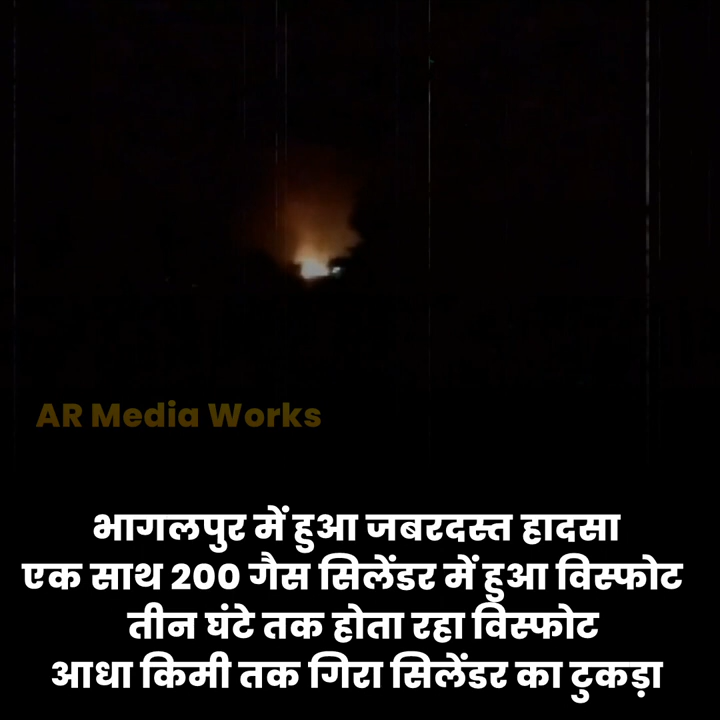 AR Media Works
भागलपुर में हुआ जबरदस्त हादसा
एक साथ 200 गैस सिलेंडर में हुआ विस्फोट
तीन घंटे तक होता रहा विस्फोट
आधा किमी तक गिरा सिलेंडर का टुकड़ा